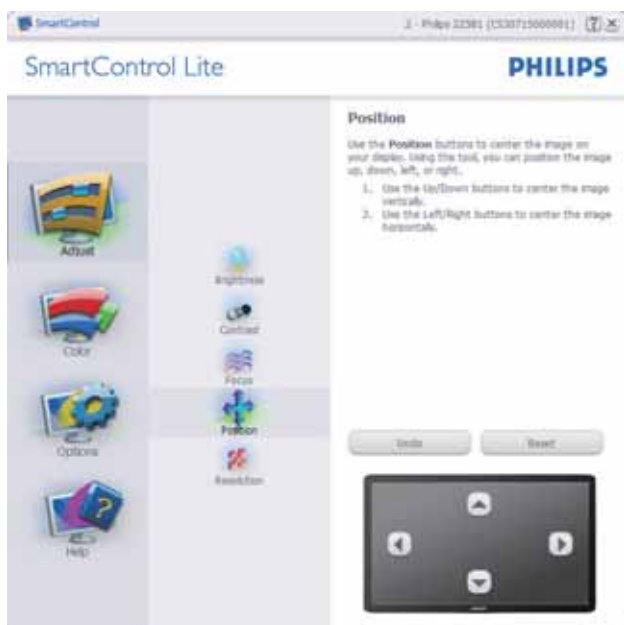 SmartControl
SmartControl Lite
PHILIPS
Adjust
Color
Options
Help
Brightness
Contrast
Focus
Position
Resolution
Position
Use the Position buttons to center the image on
your display. Using the tool, you can position the image
up, down, left, or right.
1. Use the Up/Down buttons to center the image
vertically.
2. Use the Left/Right buttons to center the image
horizontally.
Undo
Reset